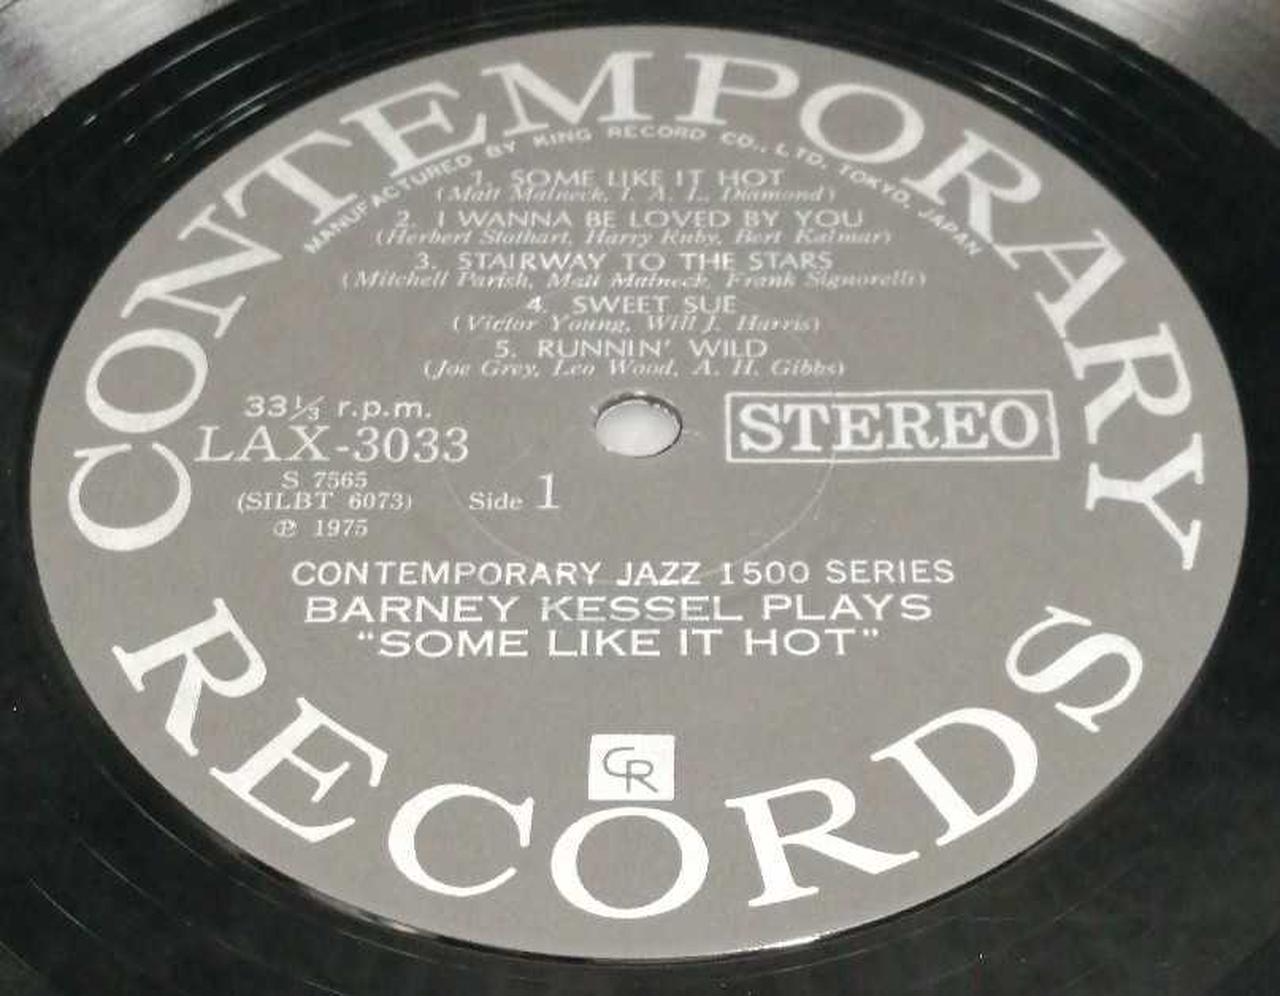 CONTEMPORARY
MANUFACTURED BY KING RECORD CO., LTD. TOKYO, JAPAN
1. SOME LIKE IT HOT
(Matt Malneck, I. A. L. Diamond)
2. I WANNA BE LOVED BY YOU
(Herbert Stothart, Harry Ruby, Bert Kalmar)
3. STAIRWAY TO THE STARS
(Mitchell Parish, Matt Malneck, Frank Signorelli)
4. SWEET SUE
(Victor Young, Will J. Harris)
5. RUNNIN' WILD
(Joe Grey, Leo Wood, A. H. Gibbs)
33⅓ r.p.m.
LAX-3033
STEREO
S 7565
(SILBT 6073)
Side 1
℗ 1975
CONTEMPORARY JAZZ 1500 SERIES
BARNEY KESSEL PLAYS
"SOME LIKE IT HOT"
CR
RECORDS